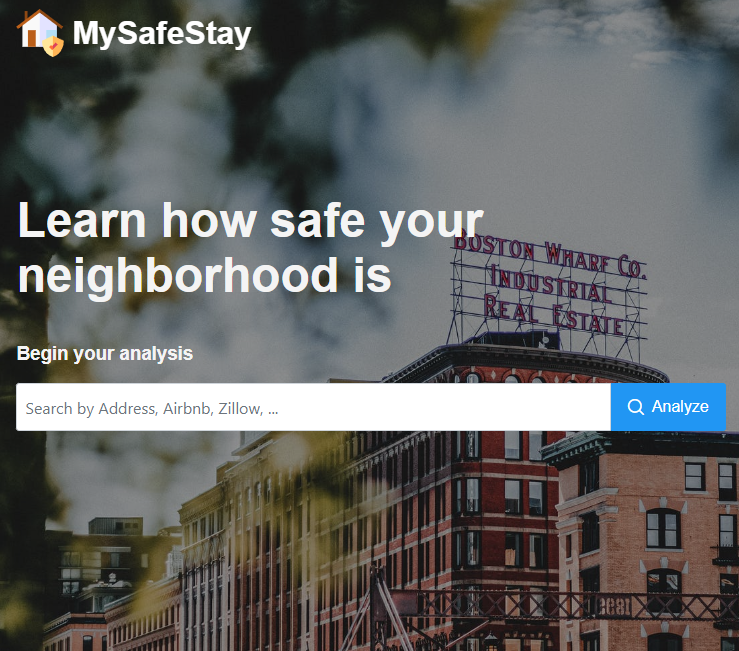 MySafeStay
Learn how safe your
neighborhood is
BOSTON WHARF CO.
INDUSTRIAL
REAL ESTATE
Begin your analysis
Search by Address, Airbnb, Zillow, ...
Analyze